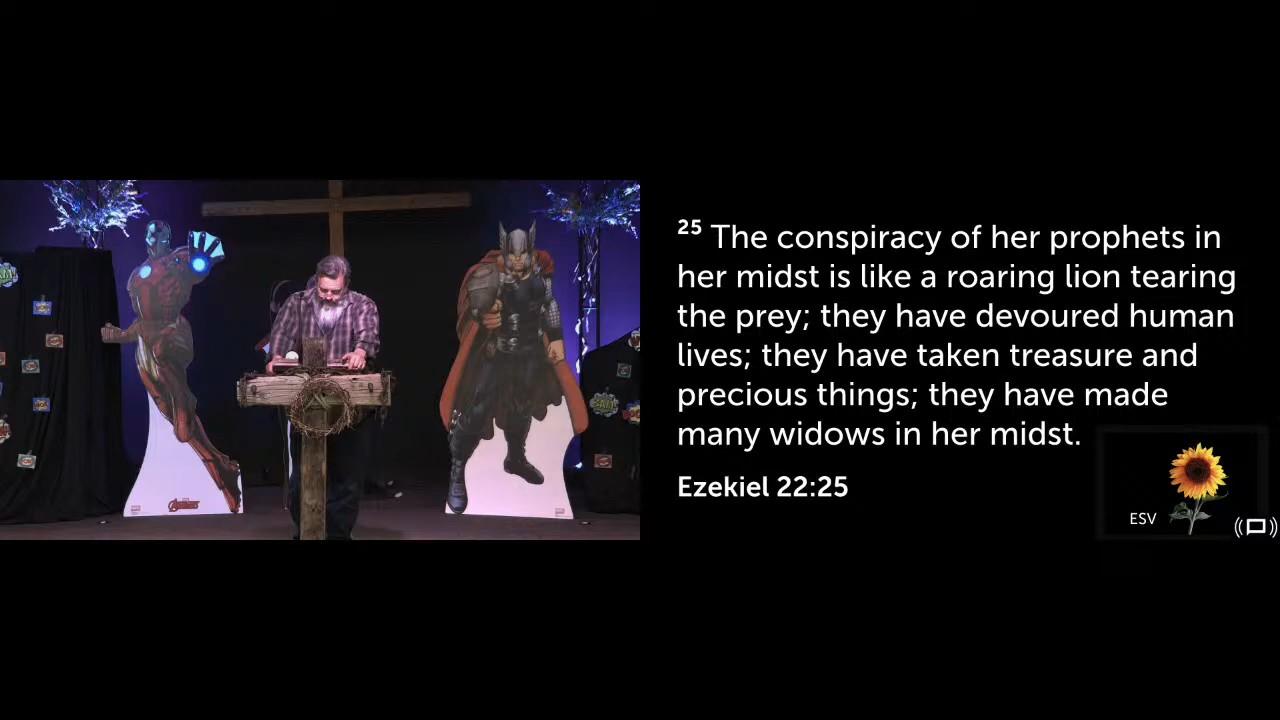 25 The conspiracy of her prophets in
her midst is like a roaring lion tearing
the prey; they have devoured human
lives; they have taken treasure and
precious things; they have made
many widows in her midst.
Ezekiel 22:25
ESV
AVENGERS